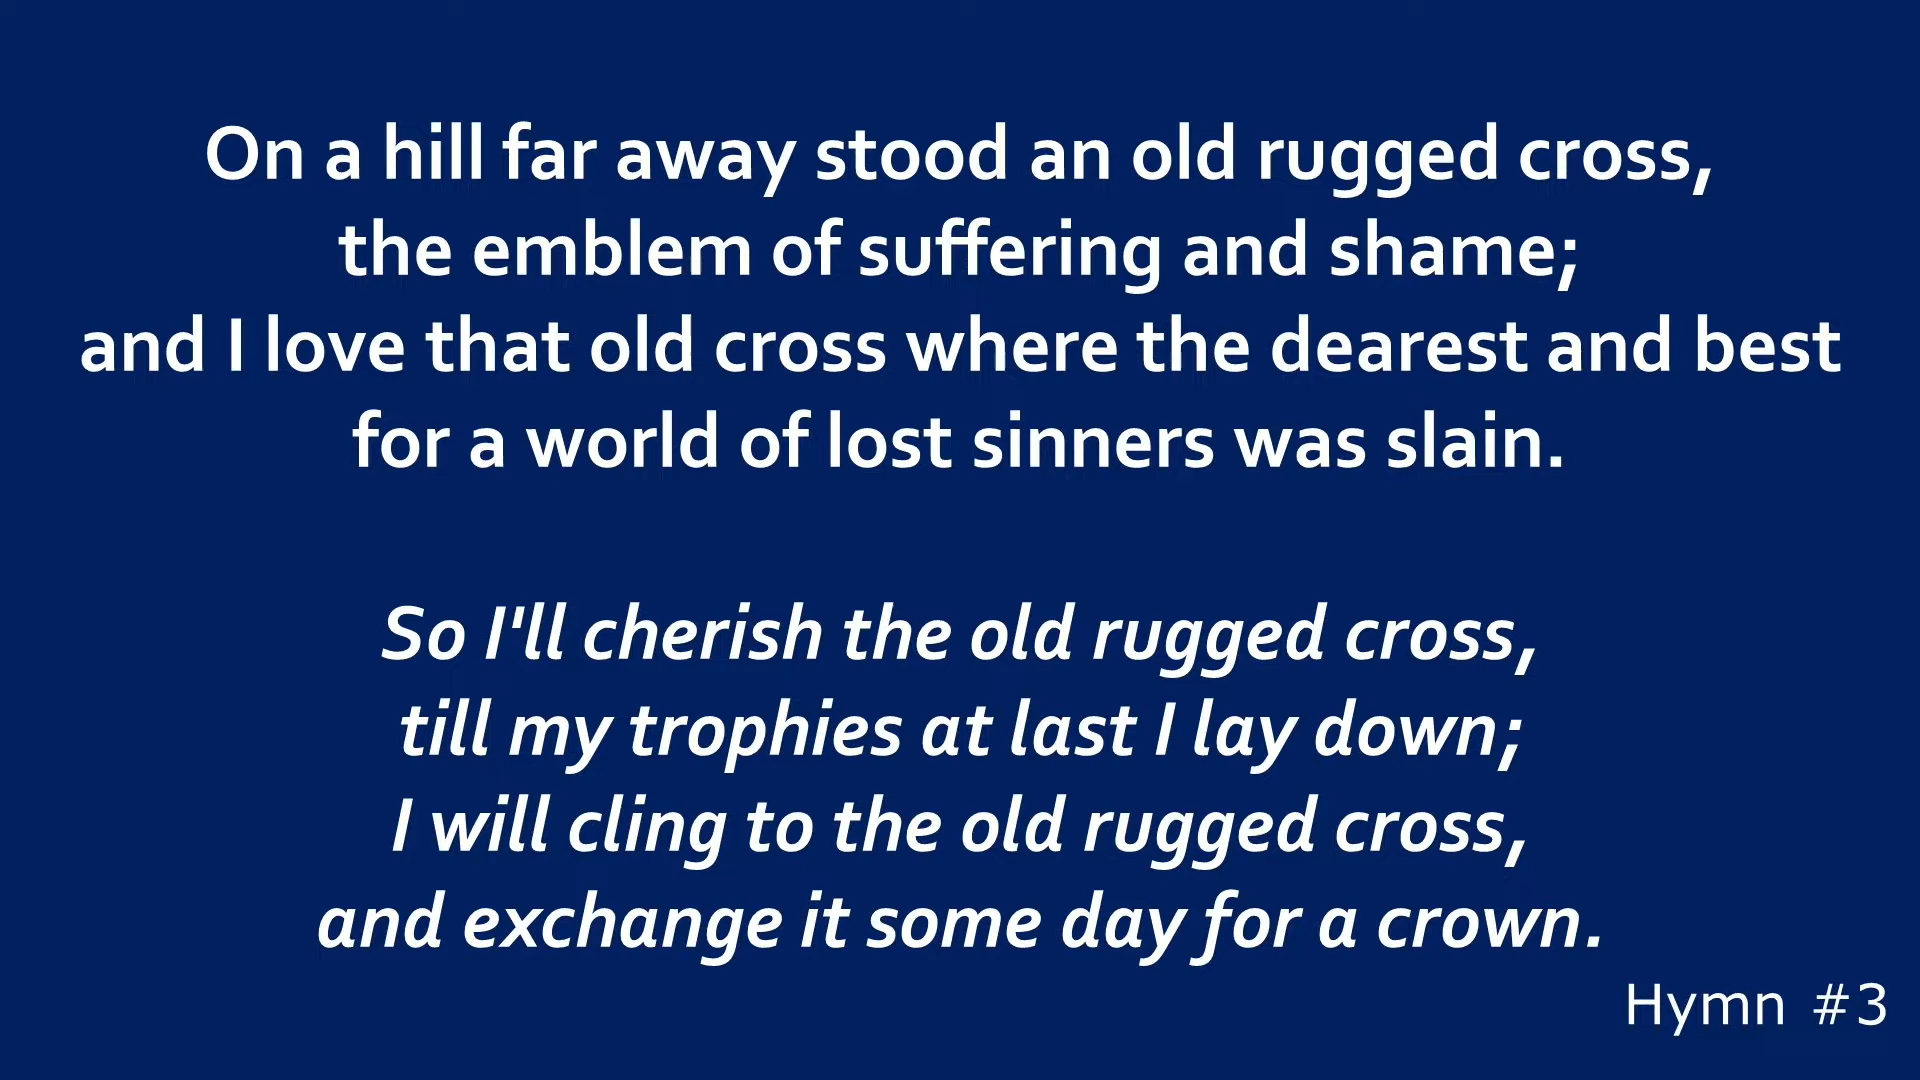 On a hill far away stood an old rugged cross,
the emblem of suffering and shame;
and I love that old cross where the dearest and best
for a world of lost sinners was slain.
So I'll cherish the old rugged cross,
till my trophies at last I lay down;
I will cling to the old rugged cross,
and exchange it some day for a crown.
Hymn #3